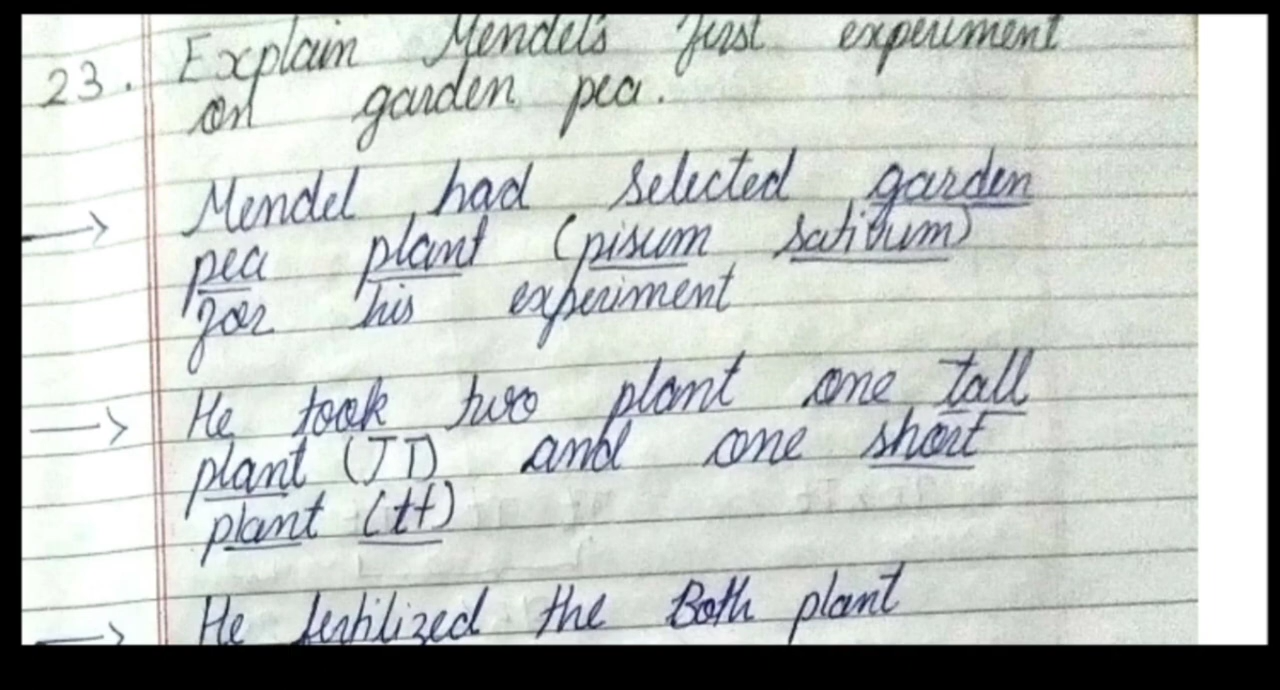 23. Explain Mendel's first experiment
on garden pea.
→ Mendel had selected garden
pea plant (pisum sativum)
for his experiment
→ He took two plant one tall
plant (TT) and one short
plant (tt)
→ He fertilized the Both plant